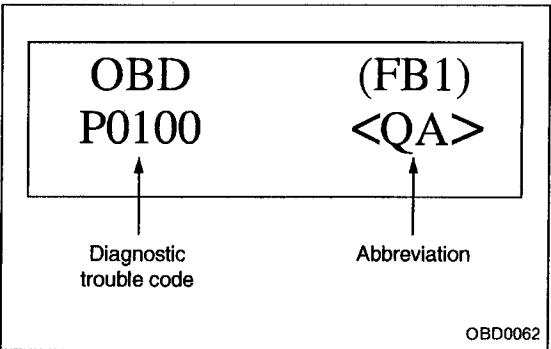 OBD (FB1)
P0100 <QA>
Diagnostic
trouble code
Abbreviation
OBD0062